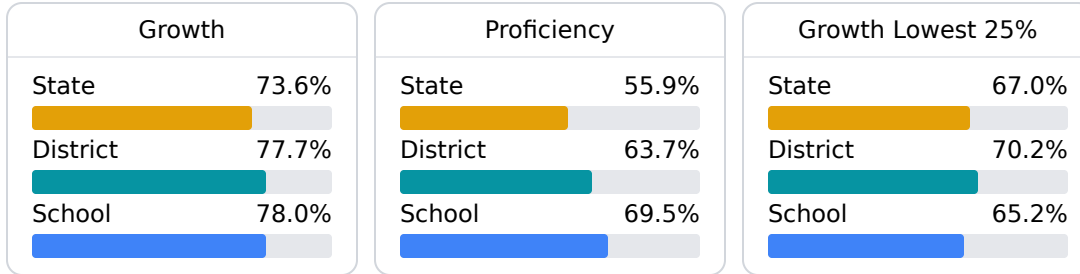 Growth
State 73.6%
District 77.7%
School 78.0%
Proficiency
State 55.9%
District 63.7%
School 69.5%
Growth Lowest 25%
State 67.0%
District 70.2%
School 65.2%